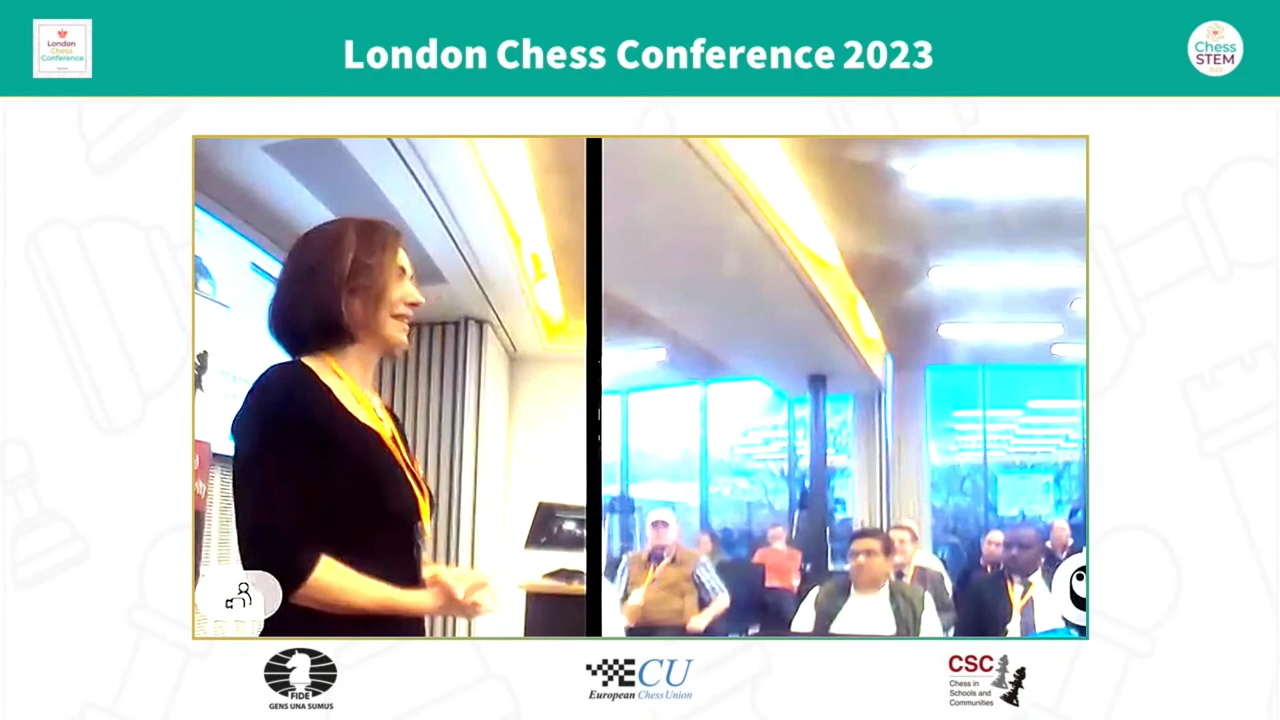 London
Chess
Conference
London Chess Conference 2023
Chess
STEM
FIDE
GENS UNA SUMUS
ECU
European Chess Union
CSC
Chess in
Schools and
Communities